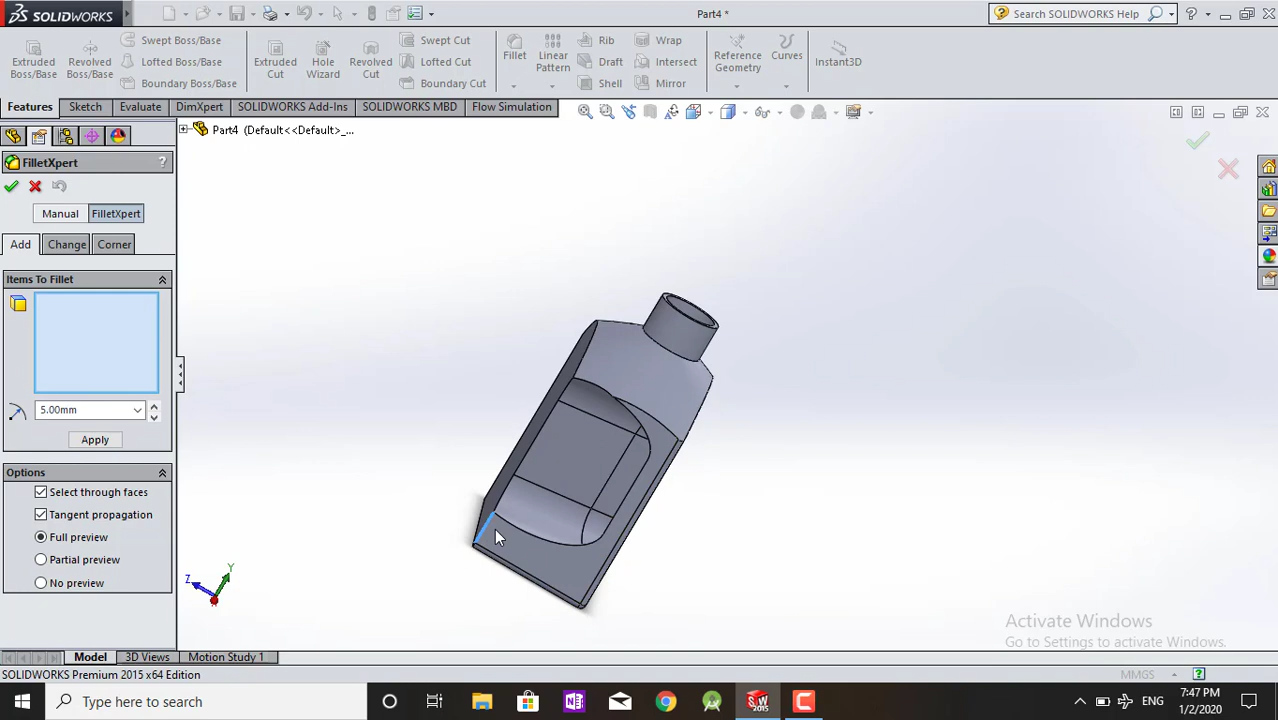 SOLIDWORKS
Part4 *
Search SOLIDWORKS Help
Extruded Boss/Base
Revolved Boss/Base
Swept Boss/Base
Lofted Boss/Base
Boundary Boss/Base
Extruded Cut
Hole Wizard
Revolved Cut
Swept Cut
Lofted Cut
Boundary Cut
Fillet
Linear Pattern
Rib
Draft
Shell
Wrap
Intersect
Mirror
Reference Geometry
Curves
Instant3D
Features
Sketch
Evaluate
DimXpert
SOLIDWORKS Add-Ins
SOLIDWORKS MBD
Flow Simulation
Part4 (Default<<Default>_...
FilletXpert
?
Manual
FilletXpert
Add
Change
Corner
Items To Fillet
5.00mm
Apply
Options
Select through faces
Tangent propagation
Full preview
Partial preview
No preview
Y
Z
Activate Windows
Go to Settings to activate Windows.
Model
3D Views
Motion Study 1
SOLIDWORKS Premium 2015 x64 Edition
MMGS
Type here to search
SW
2015
ENG
7:47 PM
1/2/2020